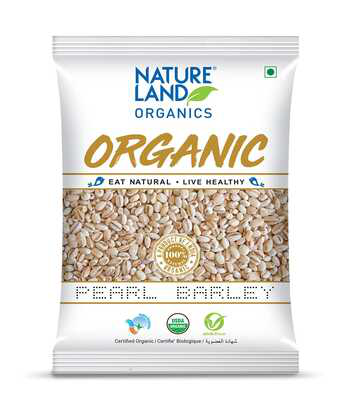 NATURE®
LAND
ORGANICS
ORGANIC
EAT NATURAL • LIVE HEALTHY
100%
ORGANIC
PEARL BARLEY
USDA
ORGANIC
Certified Organic / Certifié Biologique / شهادة العضوية